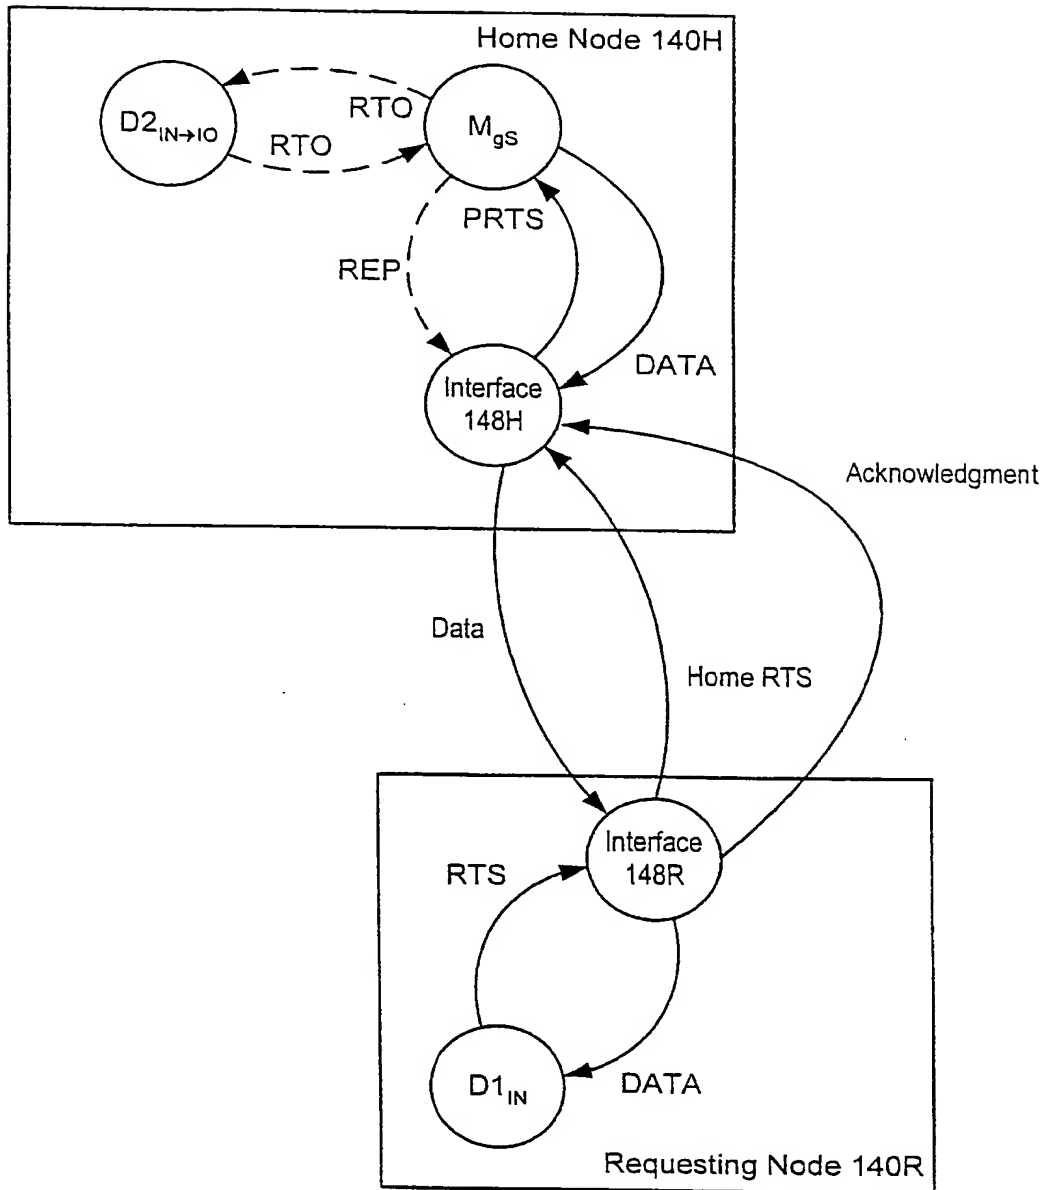 Home Node 140H
RTO
D2IN→IO
MgS
RTO
PRTS
REP
DATA
Interface
148H
Acknowledgment
Data
Home RTS
Interface
148R
RTS
D1IN
DATA
Requesting Node 140R